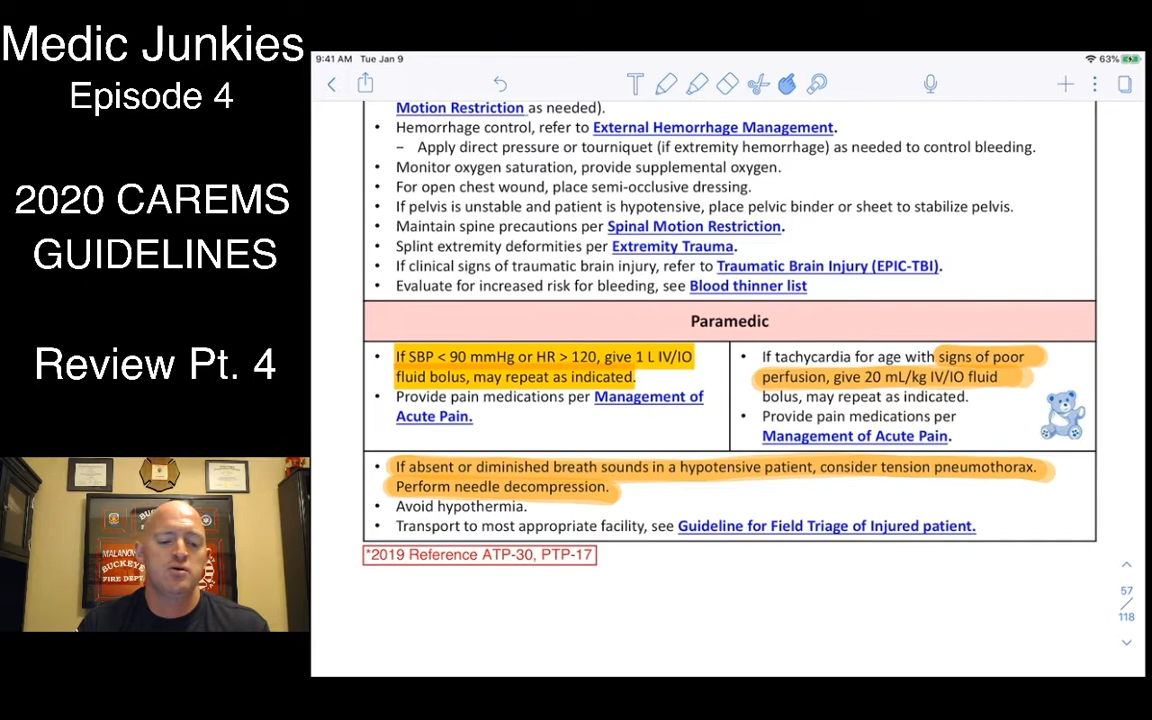 Medic Junkies
Episode 4
2020 CAREMS
GUIDELINES
Review Pt. 4
9:41 AM Tue Jan 9
63%
Motion Restriction as needed).
• Hemorrhage control, refer to External Hemorrhage Management.
– Apply direct pressure or tourniquet (if extremity hemorrhage) as needed to control bleeding.
• Monitor oxygen saturation, provide supplemental oxygen.
• For open chest wound, place semi-occlusive dressing.
• If pelvis is unstable and patient is hypotensive, place pelvic binder or sheet to stabilize pelvis.
• Maintain spine precautions per Spinal Motion Restriction.
• Splint extremity deformities per Extremity Trauma.
• If clinical signs of traumatic brain injury, refer to Traumatic Brain Injury (EPIC-TBI).
• Evaluate for increased risk for bleeding, see Blood thinner list
Paramedic
• If SBP < 90 mmHg or HR > 120, give 1 L IV/IO
fluid bolus, may repeat as indicated.
• Provide pain medications per Management of
Acute Pain.
• If tachycardia for age with signs of poor
perfusion, give 20 mL/kg IV/IO fluid
bolus, may repeat as indicated.
• Provide pain medications per
Management of Acute Pain.
• If absent or diminished breath sounds in a hypotensive patient, consider tension pneumothorax.
Perform needle decompression.
• Avoid hypothermia.
• Transport to most appropriate facility, see Guideline for Field Triage of Injured patient.
*2019 Reference ATP-30, PTP-17
57
/
118
MALANO
BUCKEYE
FIRE DEPT